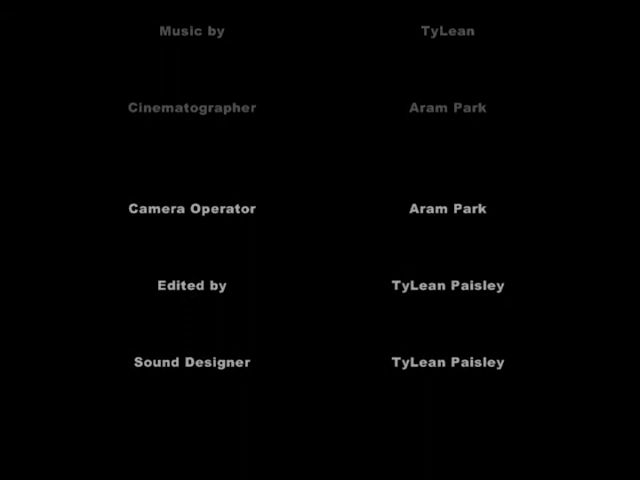 Music by TyLean
Cinematographer Aram Park
Camera Operator Aram Park
Edited by TyLean Paisley
Sound Designer TyLean Paisley